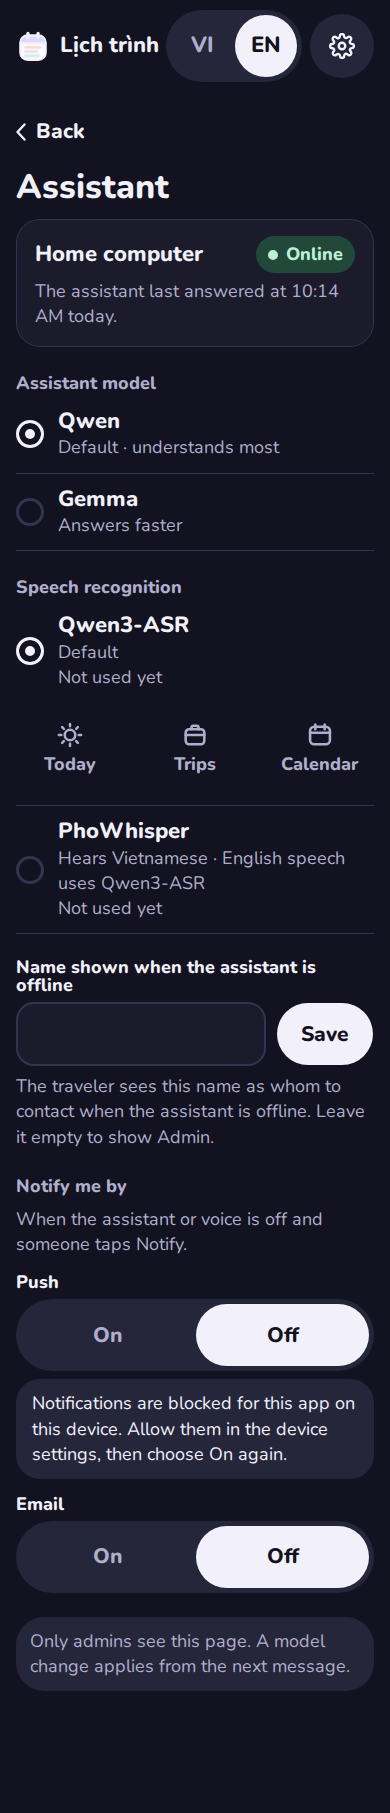 Lịch trình
VI
EN
Back
Assistant
Home computer
Online
The assistant last answered at 10:14
AM today.
Assistant model
Qwen
Default · understands most
Gemma
Answers faster
Speech recognition
Qwen3-ASR
Default
Not used yet
Today
Trips
Calendar
PhoWhisper
Hears Vietnamese · English speech
uses Qwen3-ASR
Not used yet
Name shown when the assistant is
offline
Save
The traveler sees this name as whom to
contact when the assistant is offline. Leave
it empty to show Admin.
Notify me by
When the assistant or voice is off and
someone taps Notify.
Push
On
Off
Notifications are blocked for this app on
this device. Allow them in the device
settings, then choose On again.
Email
On
Off
Only admins see this page. A model
change applies from the next message.